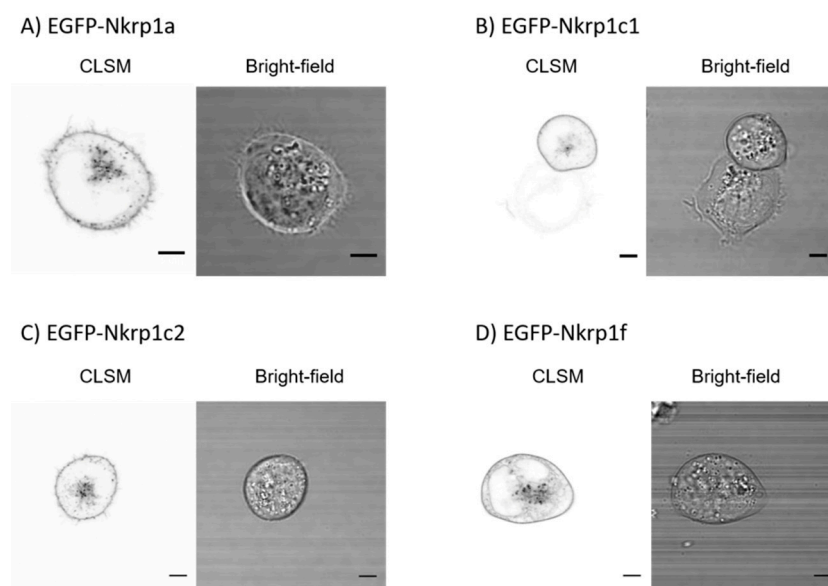 A) EGFP-Nkrp1a
CLSM Bright-field
B) EGFP-Nkrp1c1
CLSM Bright-field
C) EGFP-Nkrp1c2
CLSM Bright-field
D) EGFP-Nkrp1f
CLSM Bright-field